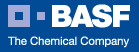 BASF
The Chemical Company